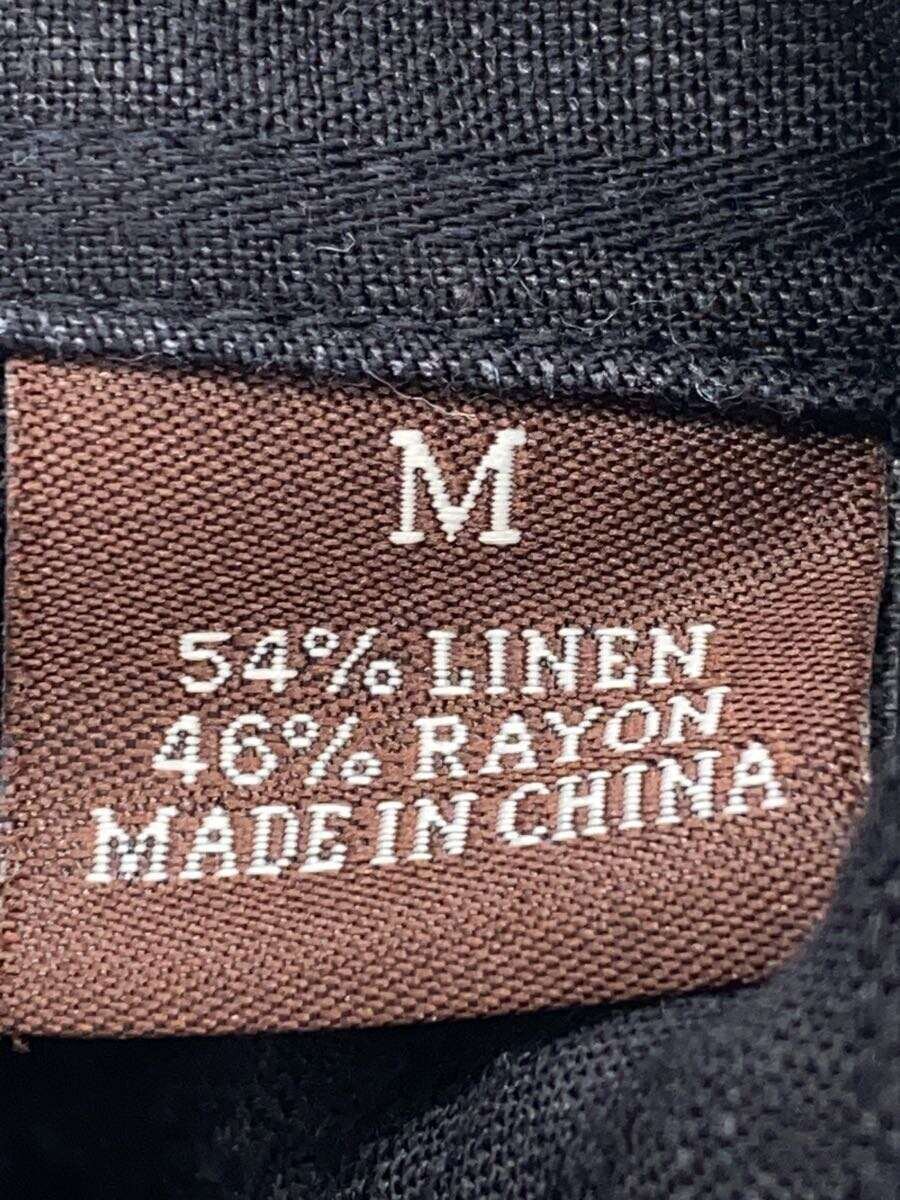 M
54% LINEN
46% RAYON
MADE IN CHINA